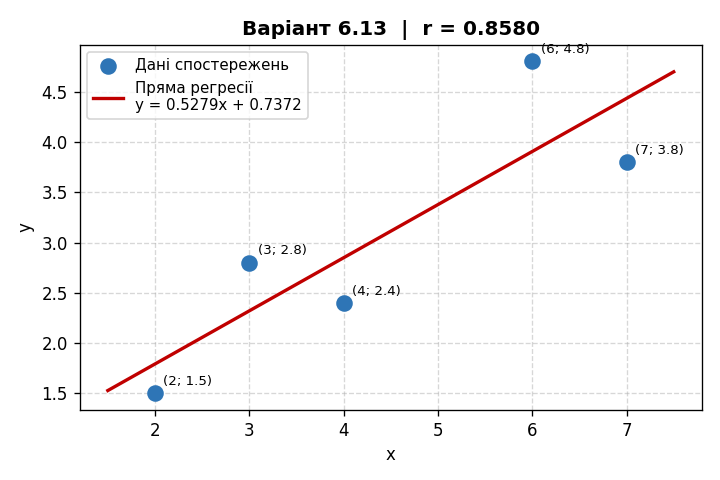 Варіант 6.13 | r = 0.8580
Дані спостережень
Пряма регресії
y = 0.5279x + 0.7372
(6; 4.8)
(7; 3.8)
(3; 2.8)
(4; 2.4)
(2; 1.5)
4.5
4.0
3.5
3.0
2.5
2.0
1.5
y
2 3 4 5 6 7
x